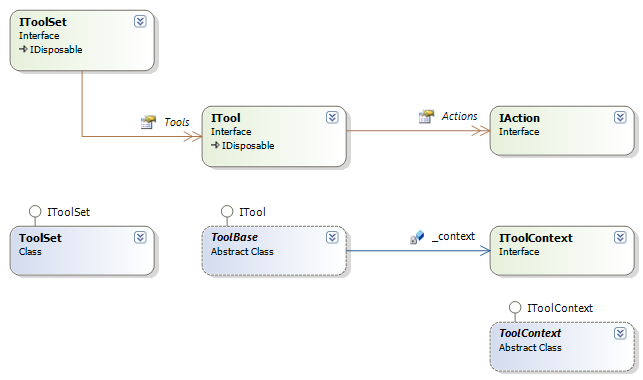 IToolSet
Interface
IDisposable
Tools
ITool
Interface
IDisposable
Actions
IAction
Interface
IToolSet
ToolSet
Class
ITool
ToolBase
Abstract Class
_context
IToolContext
Interface
IToolContext
ToolContext
Abstract Class